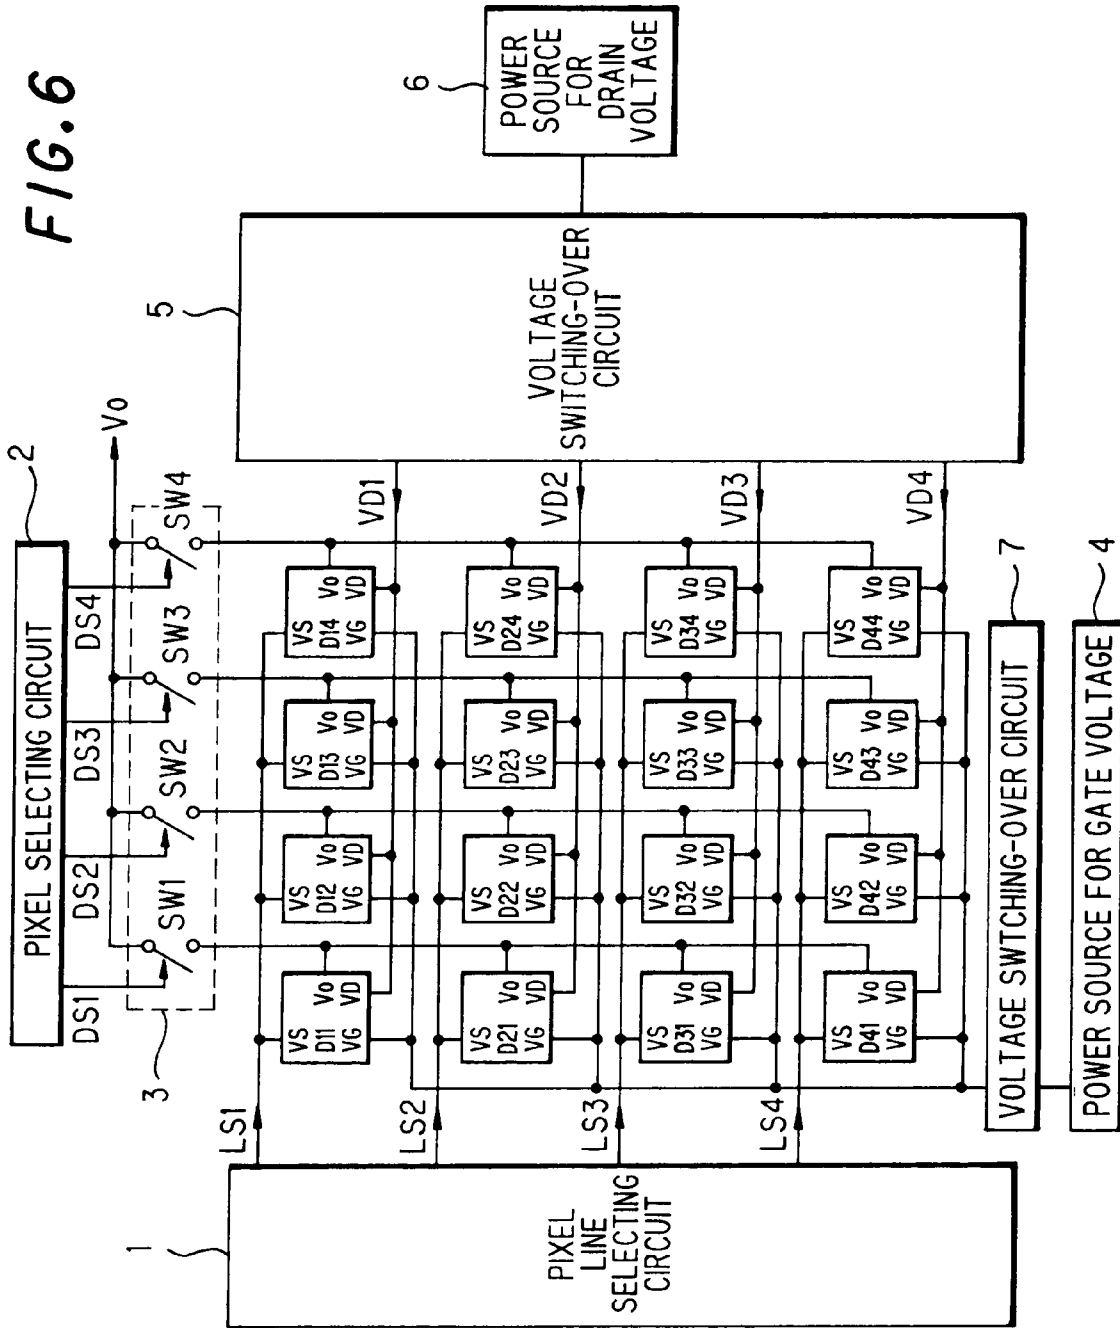 FIG.6
2
PIXEL SELECTING CIRCUIT
DS1
DS2
DS3
DS4
Vo
SW1
SW2
SW3
SW4
3
1
PIXEL
LINE
SELECTING
CIRCUIT
LS1
LS2
LS3
LS4
VS
D11
VG
Vo
VD
VS
D12
VG
Vo
VD
VS
D13
VG
Vo
VD
VS
D14
VG
Vo
VD
VD1
VS
D21
VG
Vo
VD
VS
D22
VG
Vo
VD
VS
D23
VG
Vo
VD
VS
D24
VG
Vo
VD
VD2
VS
D31
VG
Vo
VD
VS
D32
VG
Vo
VD
VS
D33
VG
Vo
VD
VS
D34
VG
Vo
VD
VD3
VS
D41
VG
Vo
VD
VS
D42
VG
Vo
VD
VS
D43
VG
Vo
VD
VS
D44
VG
Vo
VD
VD4
5
VOLTAGE
SWITCHING-OVER
CIRCUIT
6
POWER
SOURCE
FOR
DRAIN
VOLTAGE
VOLTAGE SWTCHING-OVER CIRCUIT
7
POWER SOURCE FOR GATE VOLTAGE
4